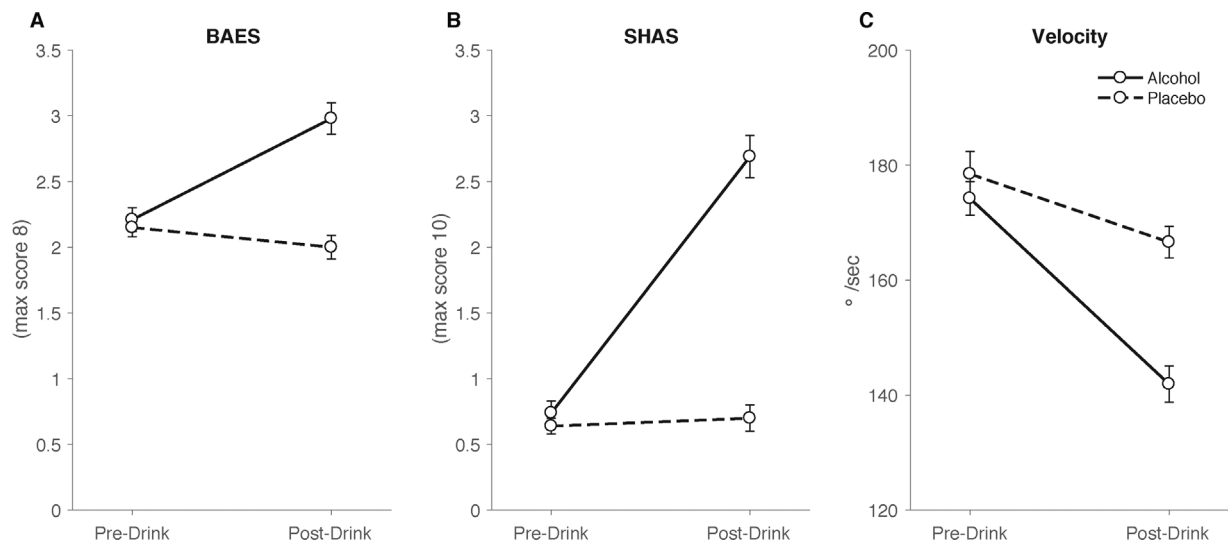 A
BAES
3.5
3
2.5
2
1.5
1
0.5
0
(max score 8)
Pre-Drink
Post-Drink
B
SHAS
3.5
3
2.5
2
1.5
1
0.5
0
(max score 10)
Pre-Drink
Post-Drink
C
Velocity
200
180
160
140
120
° /sec
Alcohol
Placebo
Pre-Drink
Post-Drink